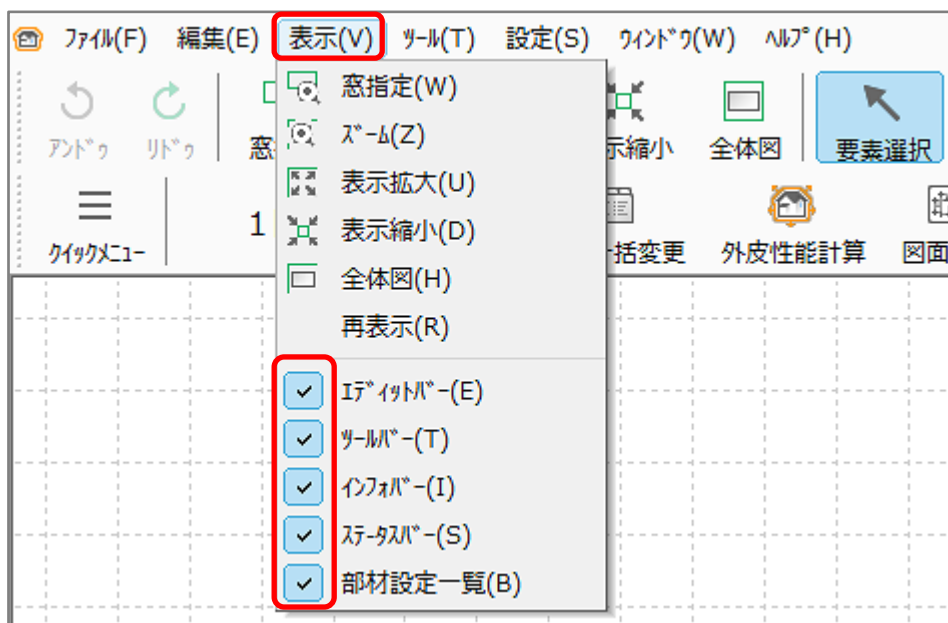 ﾌｧｲﾙ(F) 編集(E) 表示(V) ﾂｰﾙ(T) 設定(S) ｳｨﾝﾄﾞｳ(W) ﾍﾙﾌﾟ(H)
ｱﾝﾄﾞｩ ﾘﾄﾞｩ 窓 示縮小 全体図 要素選択
ｸｲｯｸﾒﾆｭｰ 1 括変更 外皮性能計算 図面
窓指定(W)
ｽﾞｰﾑ(Z)
表示拡大(U)
表示縮小(D)
全体図(H)
再表示(R)
ｴﾃﾞｨｯﾄﾊﾞｰ(E)
ﾂｰﾙﾊﾞｰ(T)
ｲﾝﾌｫﾊﾞｰ(I)
ｽﾃｰﾀｽﾊﾞｰ(S)
部材設定一覧(B)